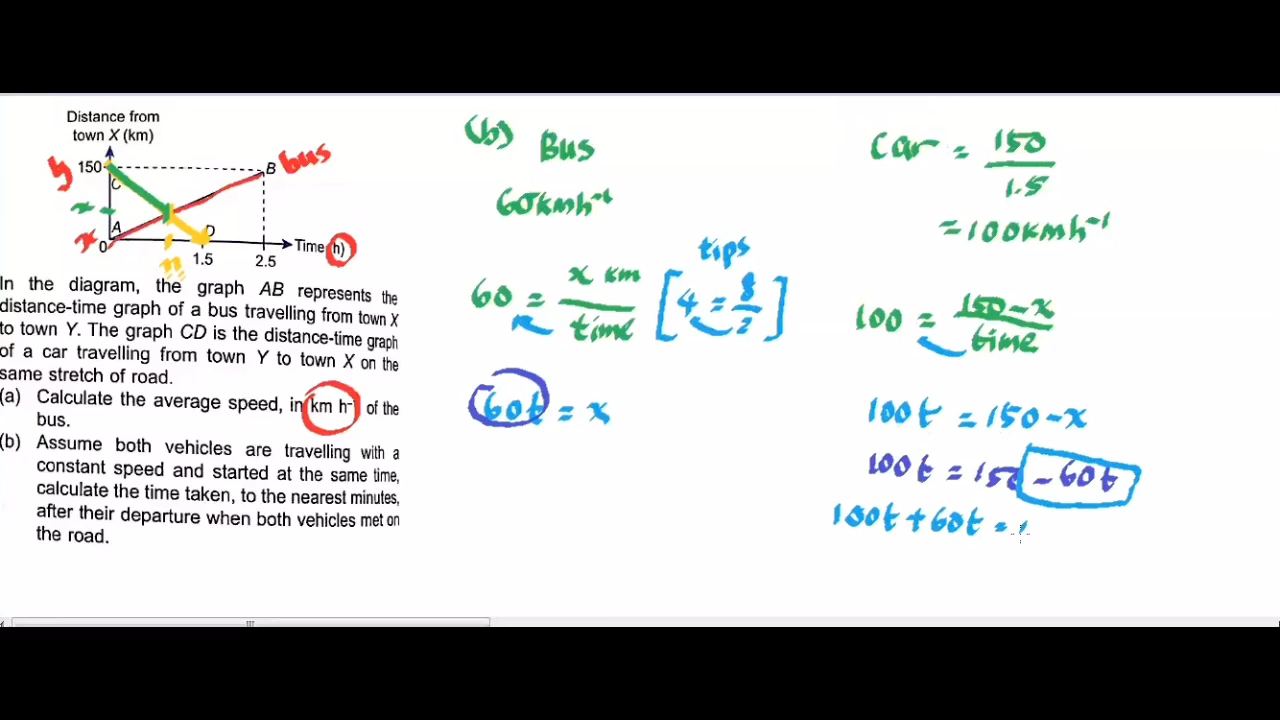 Distance from
town X (km)
y
150
C
B
bus
x
A
D
x
0
Time (h)
n
1.5
2.5
In the diagram, the graph AB represents the
distance-time graph of a bus travelling from town X
to town Y. The graph CD is the distance-time graph
of a car travelling from town Y to town X on the
same stretch of road.
(a) Calculate the average speed, in km h⁻¹ of the
bus.
(b) Assume both vehicles are travelling with a
constant speed and started at the same time,
calculate the time taken, to the nearest minutes,
after their departure when both vehicles met on
the road.
(b) Bus
60kmh⁻¹
60 = x km / time
tips
[4 = 8/2]
60t = x
Car = 150 / 1.5
= 100kmh⁻¹
100 = 150 - x / time
100t = 150 - x
100t = 150 - 60t
100t + 60t = 1